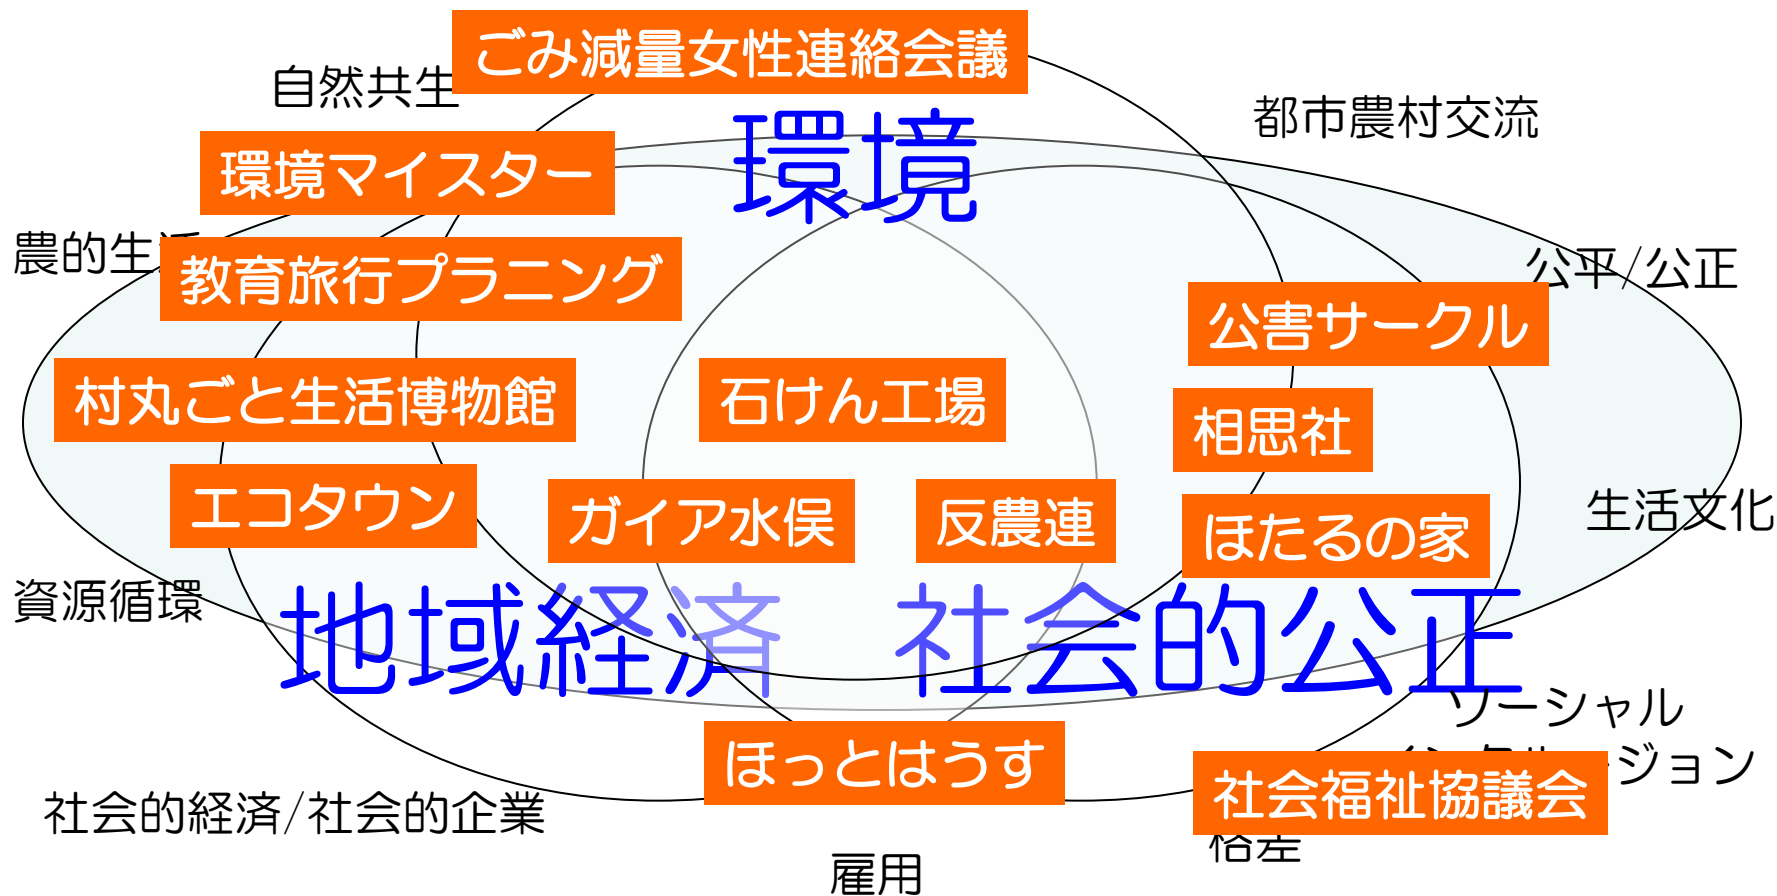 ごみ減量女性連絡会議
自然共生
都市農村交流
環境
環境マイスター
農的生活
教育旅行プラニング
公平/公正
公害サークル
村丸ごと生活博物館
石けん工場
相思社
エコタウン
ガイア水俣
反農連
ほたるの家
生活文化
資源循環
地域経済
社会的公正
ソーシャル
ジョン
ほっとはうす
社会福祉協議会
社会的経済/社会的企業
格差
雇用